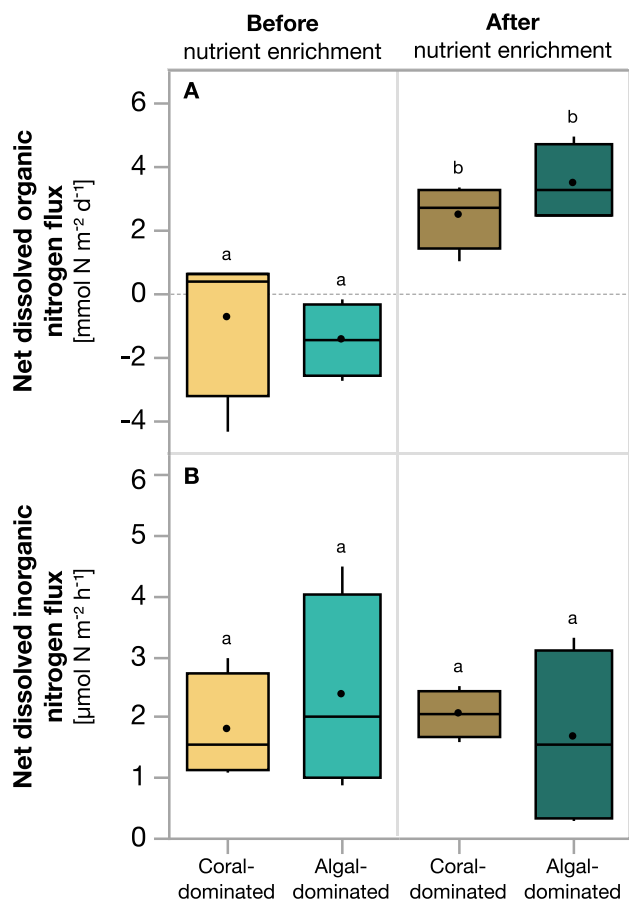 Before
nutrient enrichment
After
nutrient enrichment
A
Net dissolved organic
nitrogen flux
[mmol N m⁻² d⁻¹]
6
4
2
0
-2
-4
a
a
b
b
B
Net dissolved inorganic
nitrogen flux
[µmol N m⁻² h⁻¹]
6
5
4
3
2
1
0
a
a
a
a
Coral-
dominated
Algal-
dominated
Coral-
dominated
Algal-
dominated